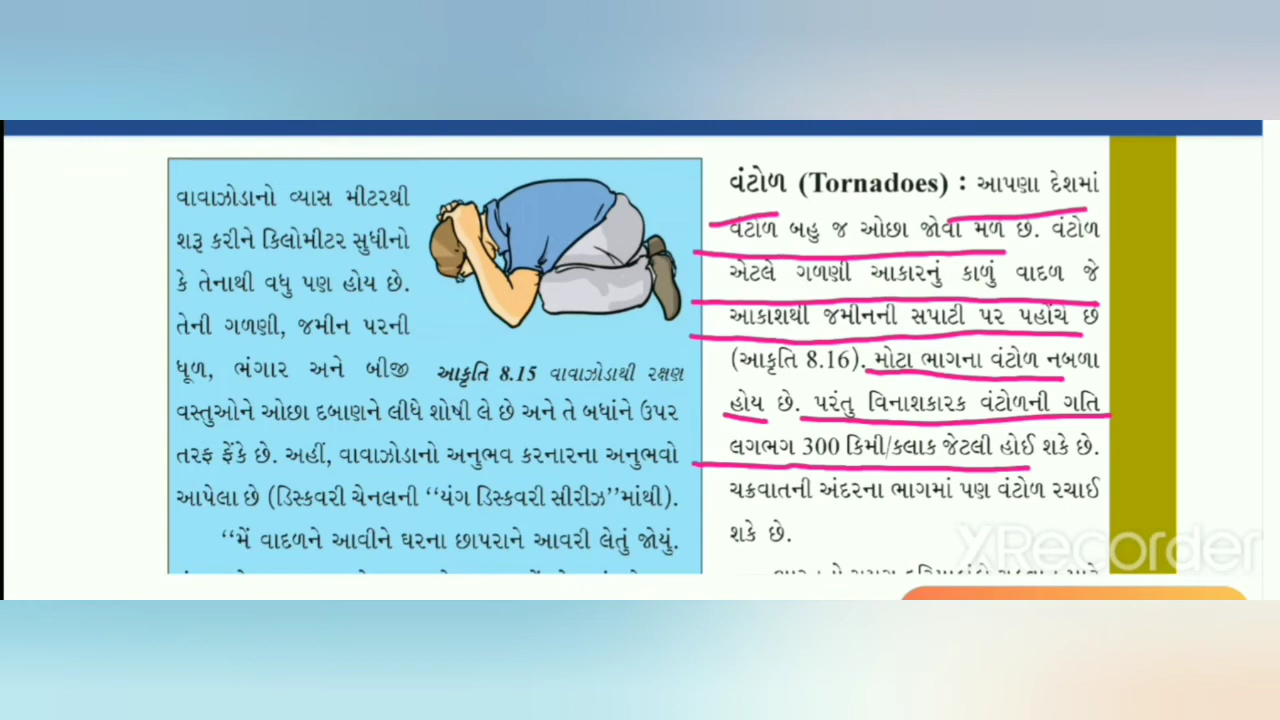 વાવાઝોડાનો વ્યાસ મીટરથી
શરૂ કરીને કિલોમીટર સુધીનો
કે તેનાથી વધુ પણ હોય છે.
તેની ગળણી, જમીન પરની
ધૂળ, ભંગાર અને બીજી
આકૃતિ 8.15 વાવાઝોડાથી રક્ષણ
વસ્તુઓને ઓછા દબાણને લીધે શોષી લે છે અને તે બધાંને ઉપર
તરફ ફેંકે છે. અહીં, વાવાઝોડાનો અનુભવ કરનારના અનુભવો
આપેલા છે (ડિસ્કવરી ચેનલની “યંગ ડિસ્કવરી સીરીઝ”માંથી).
“મેં વાદળને આવીને ઘરના છાપરાને આવરી લેતું જોયું.
વંટોળ (Tornadoes) : આપણા દેશમાં
વંટોળ બહુ જ ઓછા જોવા મળે છે. વંટોળ
એટલે ગળણી આકારનું કાળું વાદળ જે
આકાશથી જમીનની સપાટી પર પહોંચે છે
(આકૃતિ 8.16). મોટા ભાગના વંટોળ નબળા
હોય છે. પરંતુ વિનાશકારક વંટોળની ગતિ
લગભગ 300 કિમી/કલાક જેટલી હોઈ શકે છે.
ચક્રવાતની અંદરના ભાગમાં પણ વંટોળ રચાઈ
શકે છે.
XRecorder